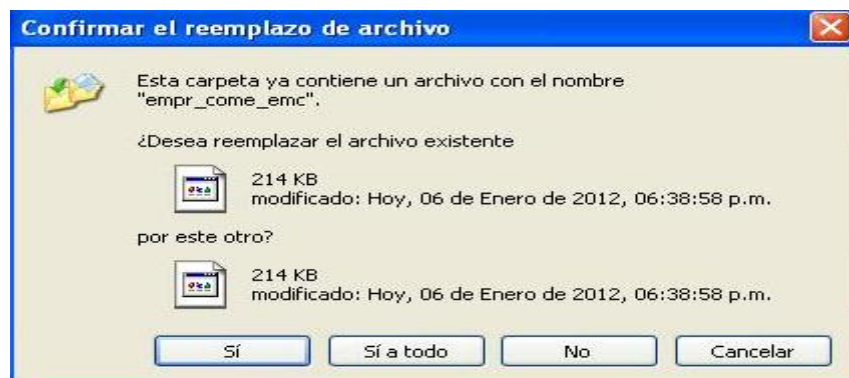 Confirmar el reemplazo de archivo
Esta carpeta ya contiene un archivo con el nombre
"empr_come_emc".
¿Desea reemplazar el archivo existente
214 KB
modificado: Hoy, 06 de Enero de 2012, 06:38:58 p.m.
por este otro?
214 KB
modificado: Hoy, 06 de Enero de 2012, 06:38:58 p.m.
Sí
Sí a todo
No
Cancelar